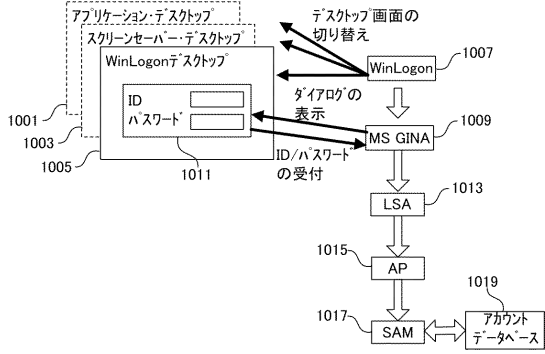 アプリケーション・デスクトップ
スクリーンセーバー・デスクトップ
WinLogonデスクトップ
ID
パスワード
1001
1003
1005
1011
デスクトップ画面の
切り替え
WinLogon
1007
ダイアログの
表示
MS GINA
1009
ID/パスワード
の受付
LSA
1013
AP
1015
SAM
1017
アカウント
データベース
1019